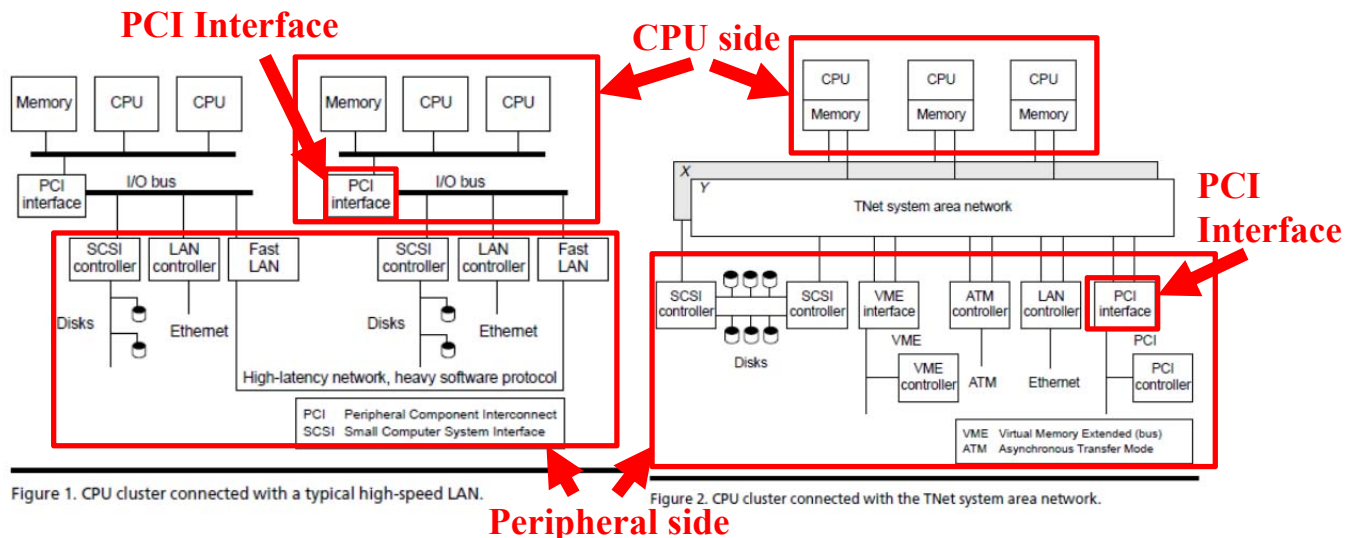 PCI Interface
CPU side
Memory
CPU
CPU
Memory
CPU
CPU
PCI
interface
I/O bus
PCI
interface
I/O bus
SCSI
controller
LAN
controller
Fast
LAN
SCSI
controller
LAN
controller
Fast
LAN
Disks
Ethernet
Disks
Ethernet
High-latency network, heavy software protocol
PCI Peripheral Component Interconnect
SCSI Small Computer System Interface
Figure 1. CPU cluster connected with a typical high-speed LAN.
CPU
Memory
CPU
Memory
CPU
Memory
X
Y
TNet system area network
PCI
Interface
SCSI
controller
SCSI
controller
VME
interface
ATM
controller
LAN
controller
PCI
interface
Disks
VME
VME
controller
ATM
Ethernet
PCI
PCI
controller
VME Virtual Memory Extended (bus)
ATM Asynchronous Transfer Mode
Figure 2. CPU cluster connected with the TNet system area network.
Peripheral side